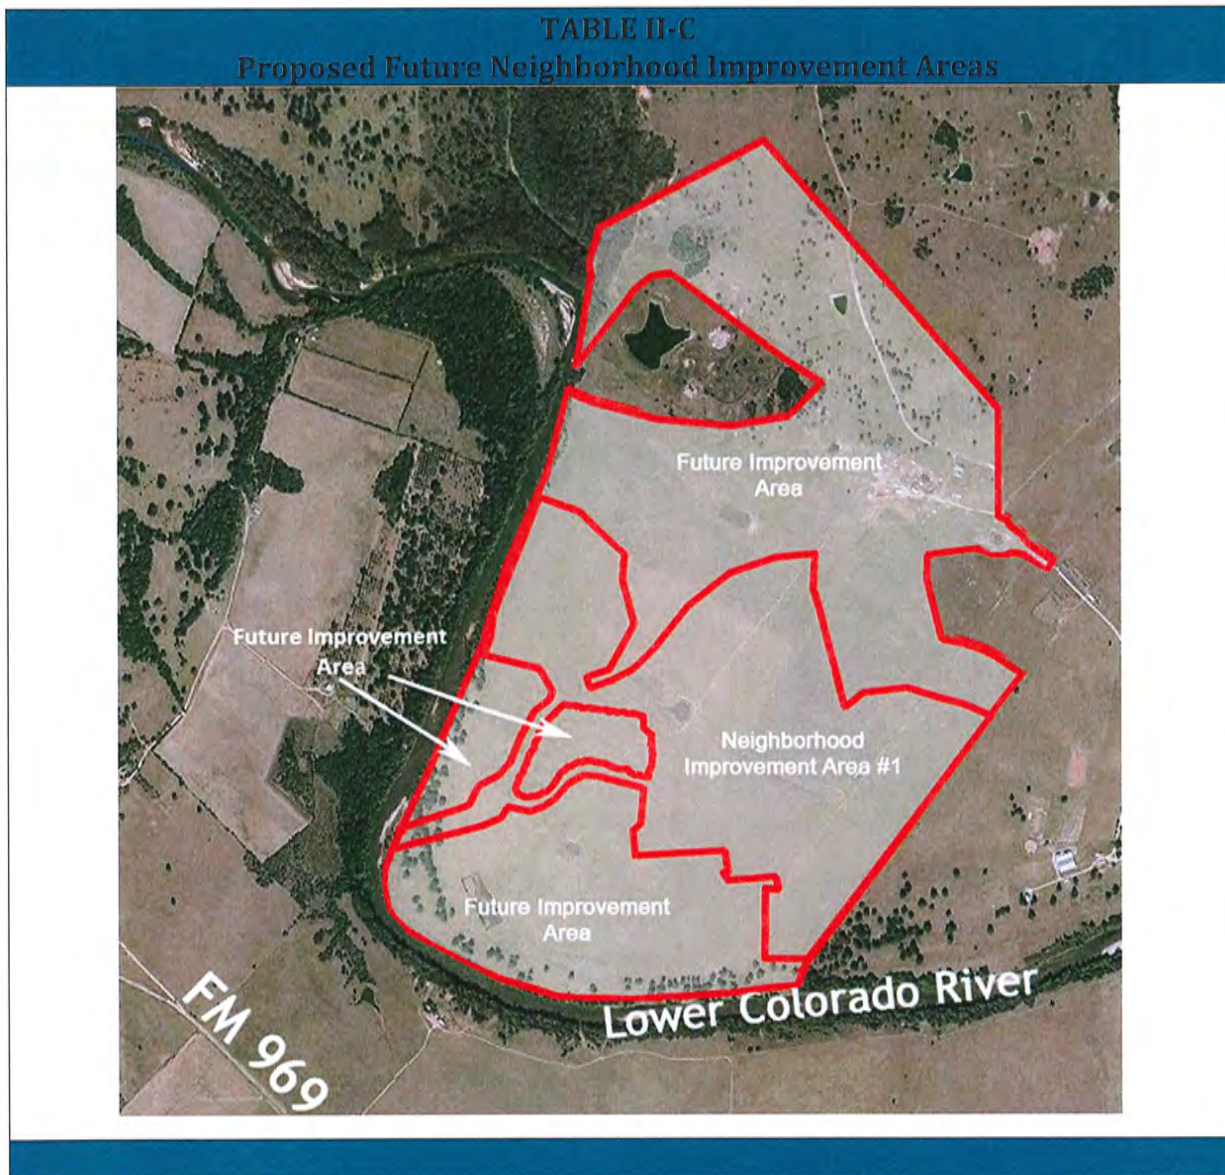 TABLE II-C
Proposed Future Neighborhood Improvement Areas
Future Improvement
Area
Future Improvement
Area
Neighborhood
Improvement Area #1
Future Improvement
Area
Lower Colorado River
FM 969